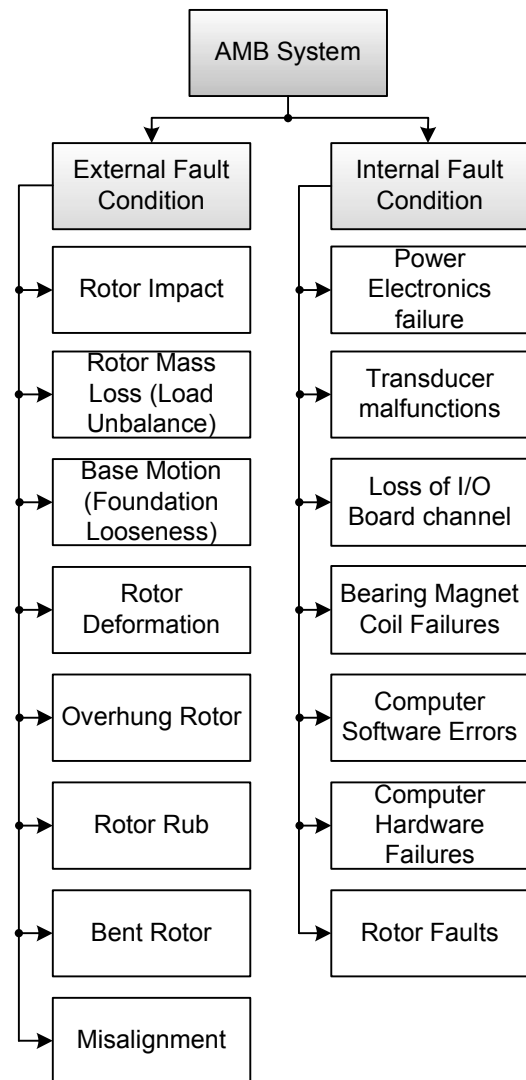 AMB System
External Fault
Condition
Rotor Impact
Rotor Mass
Loss (Load
Unbalance)
Base Motion
(Foundation
Looseness)
Rotor
Deformation
Overhung Rotor
Rotor Rub
Bent Rotor
Misalignment
Internal Fault
Condition
Power
Electronics
failure
Transducer
malfunctions
Loss of I/O
Board channel
Bearing Magnet
Coil Failures
Computer
Software Errors
Computer
Hardware
Failures
Rotor Faults